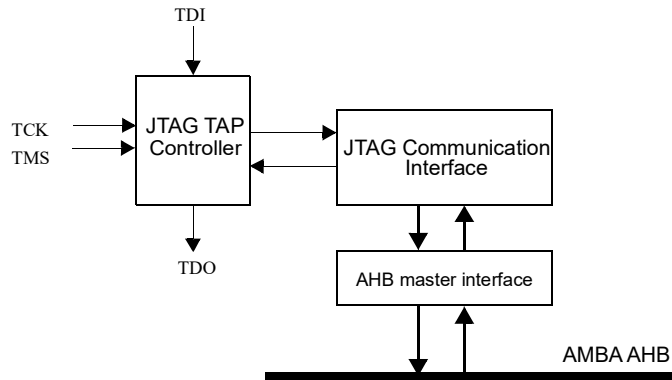 TDI
TCK
TMS
JTAG TAP
Controller
JTAG Communication
Interface
TDO
AHB master interface
AMBA AHB